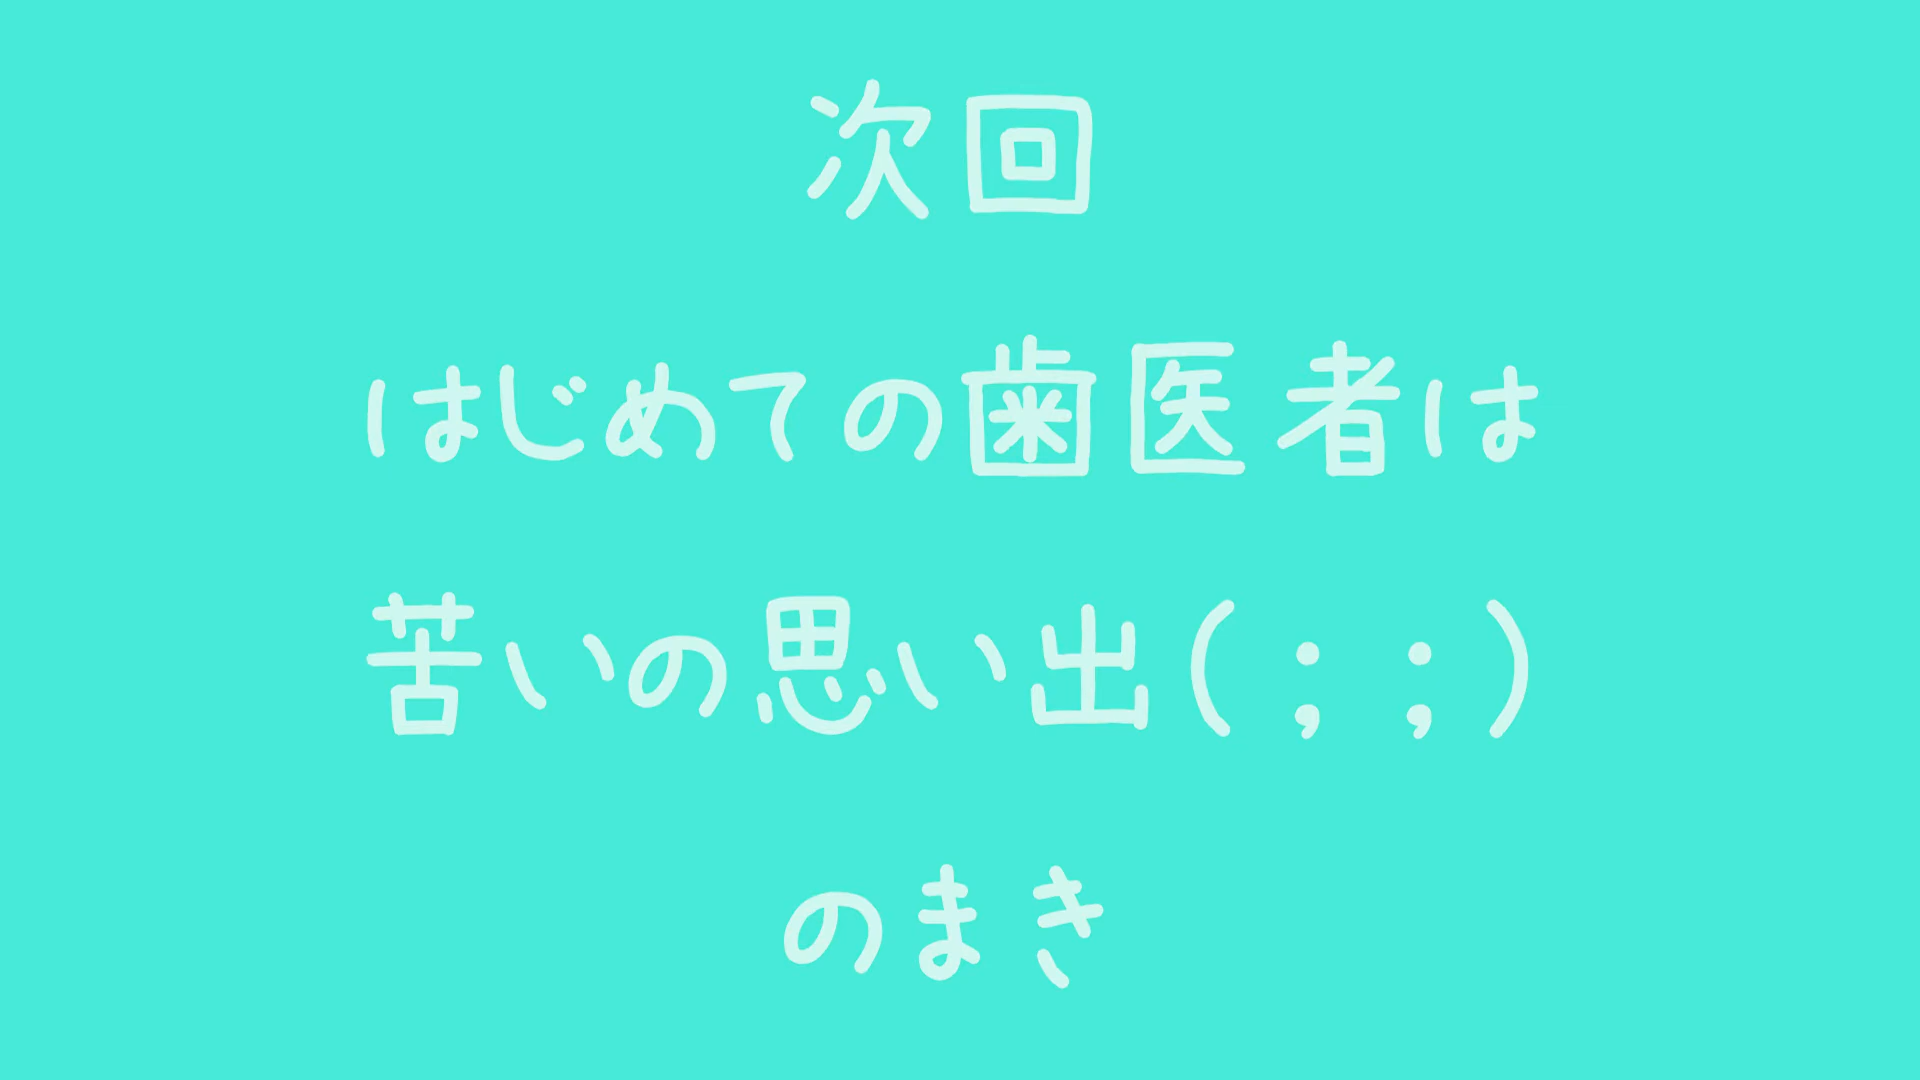 次回
はじめての歯医者は
苦いの思い出(；；)
のまき